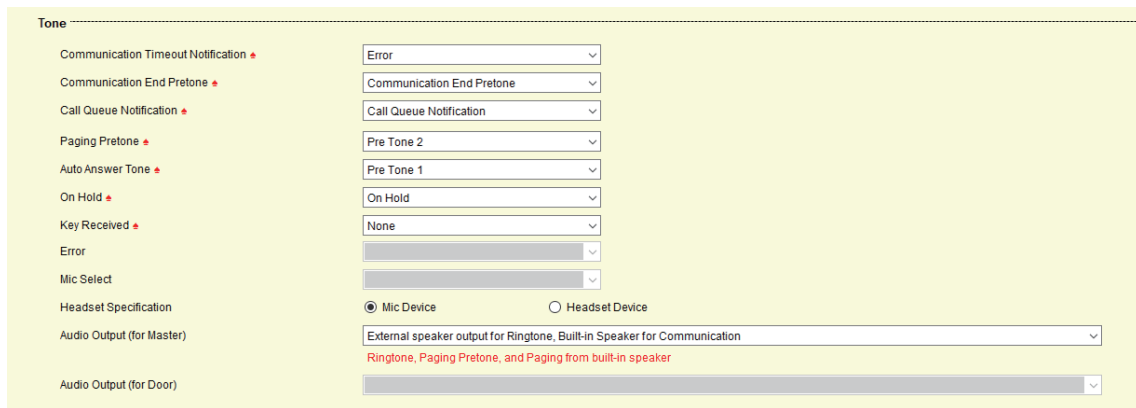 Tone
Communication Timeout Notification ♠ Error
Communication End Pretone ♠ Communication End Pretone
Call Queue Notification ♠ Call Queue Notification
Paging Pretone ♠ Pre Tone 2
Auto Answer Tone ♠ Pre Tone 1
On Hold ♠ On Hold
Key Received ♠ None
Error
Mic Select
Headset Specification Mic Device Headset Device
Audio Output (for Master) External speaker output for Ringtone, Built-in Speaker for Communication
Ringtone, Paging Pretone, and Paging from built-in speaker
Audio Output (for Door)